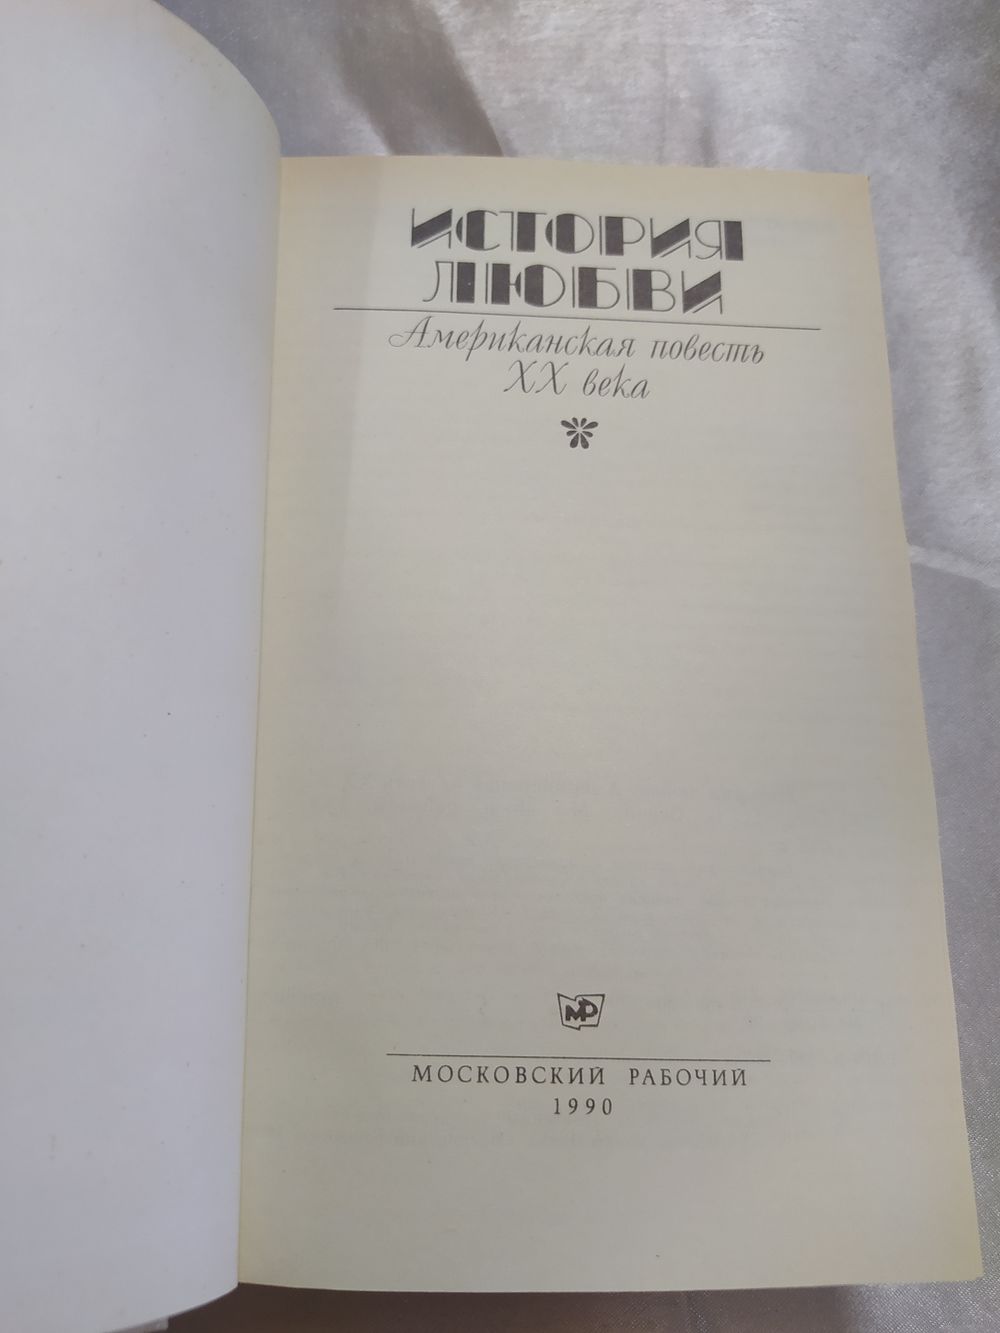 ИСТОРИЯ
ЛЮБВИ
Американская повесть
XX века
МР
МОСКОВСКИЙ РАБОЧИЙ
1990